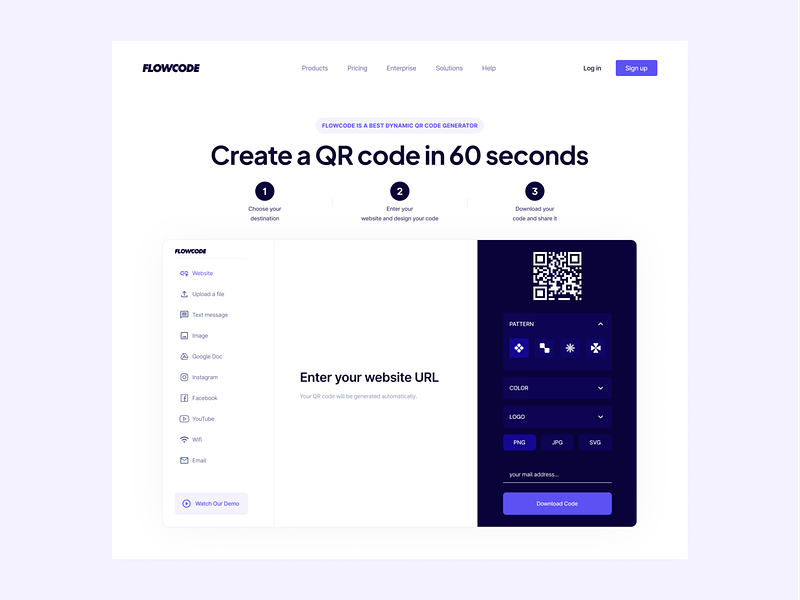 FLOWCODE
Products Pricing Enterprise Solutions Help
Log in Sign up
FLOWCODE IS A BEST DYNAMIC QR CODE GENERATOR
Create a QR code in 60 seconds
1
Choose your
destination
2
Enter your
website and design your code
3
Download your
code and share it
FLOWCODE
Website
Upload a file
Text message
Image
Google Doc
Instagram
Facebook
YouTube
Wifi
Email
Watch Our Demo
Enter your website URL
Your QR code will be generated automatically.
PATTERN
COLOR
LOGO
PNG JPG SVG
your mail address...
Download Code